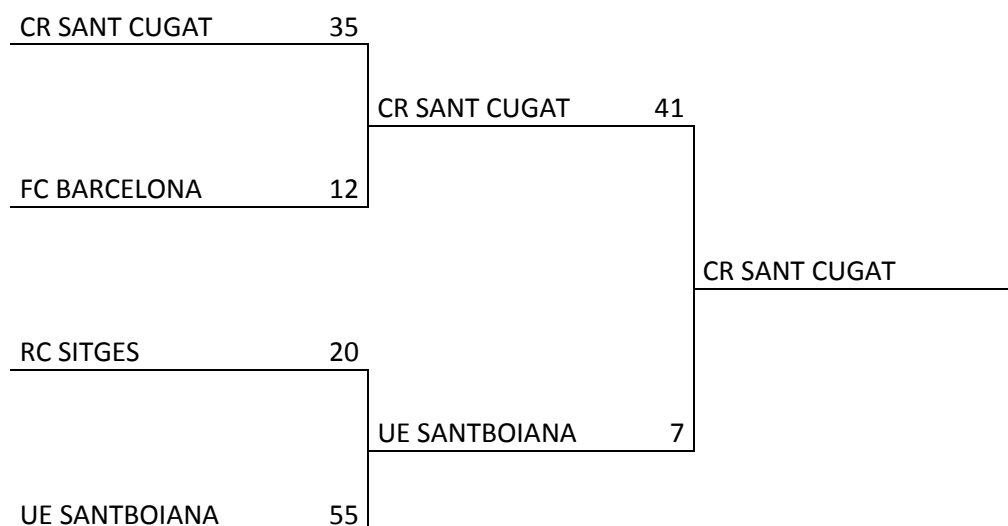 CR SANT CUGAT 35
CR SANT CUGAT 41
FC BARCELONA 12
CR SANT CUGAT
RC SITGES 20
UE SANTBOIANA 7
UE SANTBOIANA 55